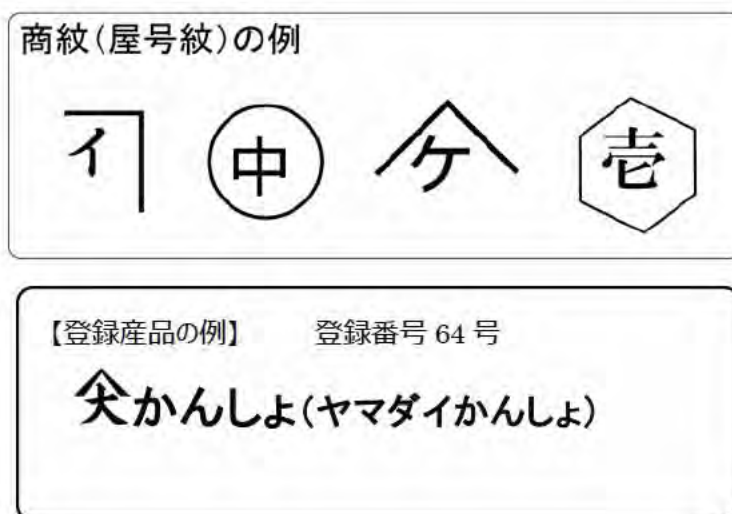 商紋(屋号紋)の例
イ 中 ケ 壱
【登録産品の例】 登録番号 64 号
大かんしょ(ヤマダイかんしょ)